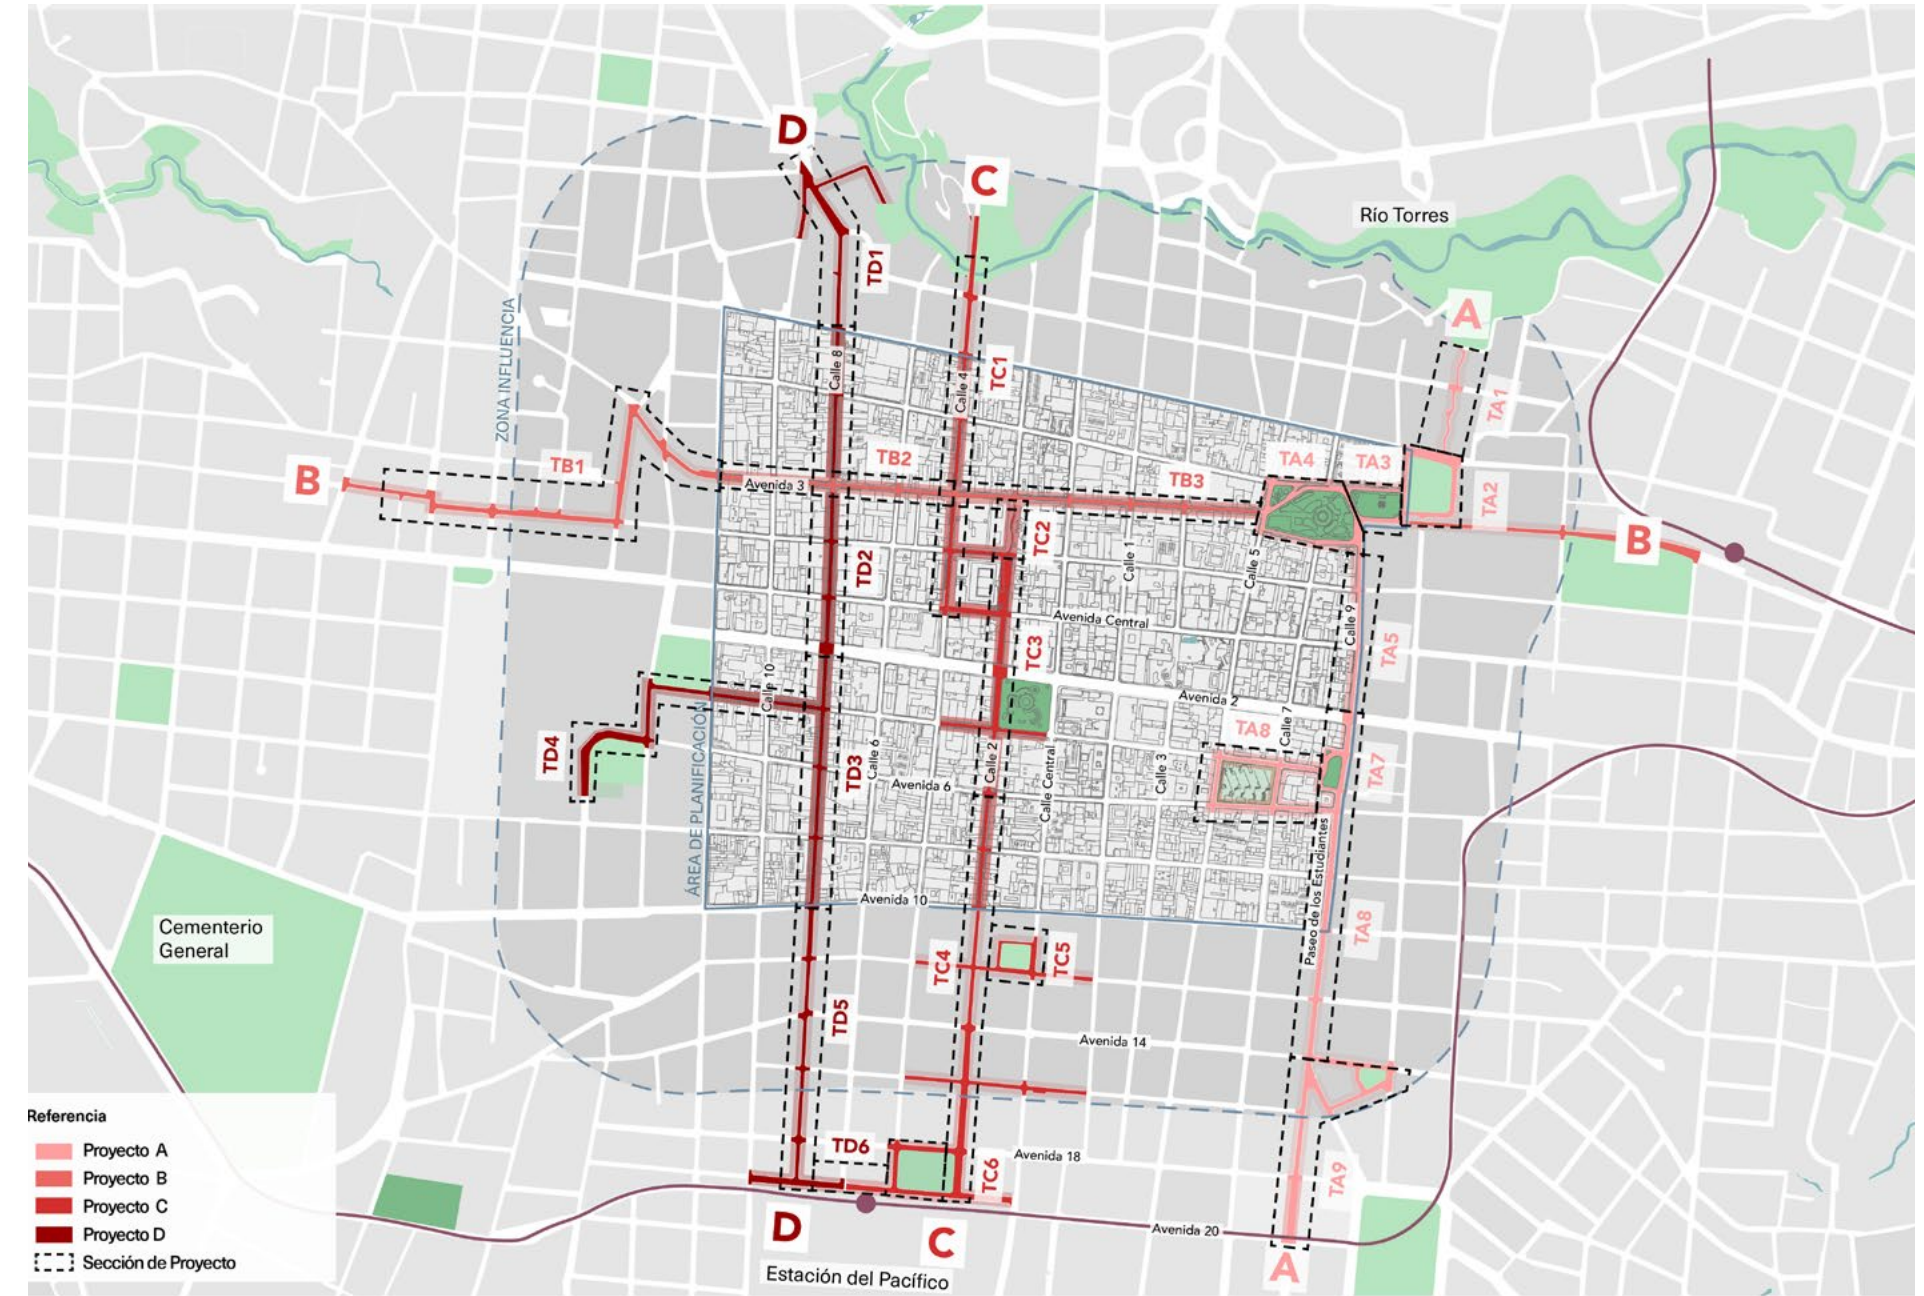 D
C
Río Torres
A
TD1
ZONA INFLUENCIA
Calle 8
TC1
Calle 4
TA1
B
TB1
TB2
TB3
TA4
TA3
TA2
Avenida 3
B
TC2
TD2
Calle 1
Calle 5
Calle 9
Avenida Central
TC3
TA5
Calle 10
Avenida 2
Calle 7
TA8
ÁREA DE PLANIFICACIÓN
TD4
TD3
Calle 6
Calle 2
Calle Central
Calle 3
TA7
Avenida 6
Paseo de los Estudiantes
Avenida 10
TA8
Cementerio
General
TC4
TC5
TD5
Avenida 14
TD6
Avenida 18
TC6
TA9
Avenida 20
D
C
A
Estación del Pacífico
Referencia
Proyecto A
Proyecto B
Proyecto C
Proyecto D
Sección de Proyecto